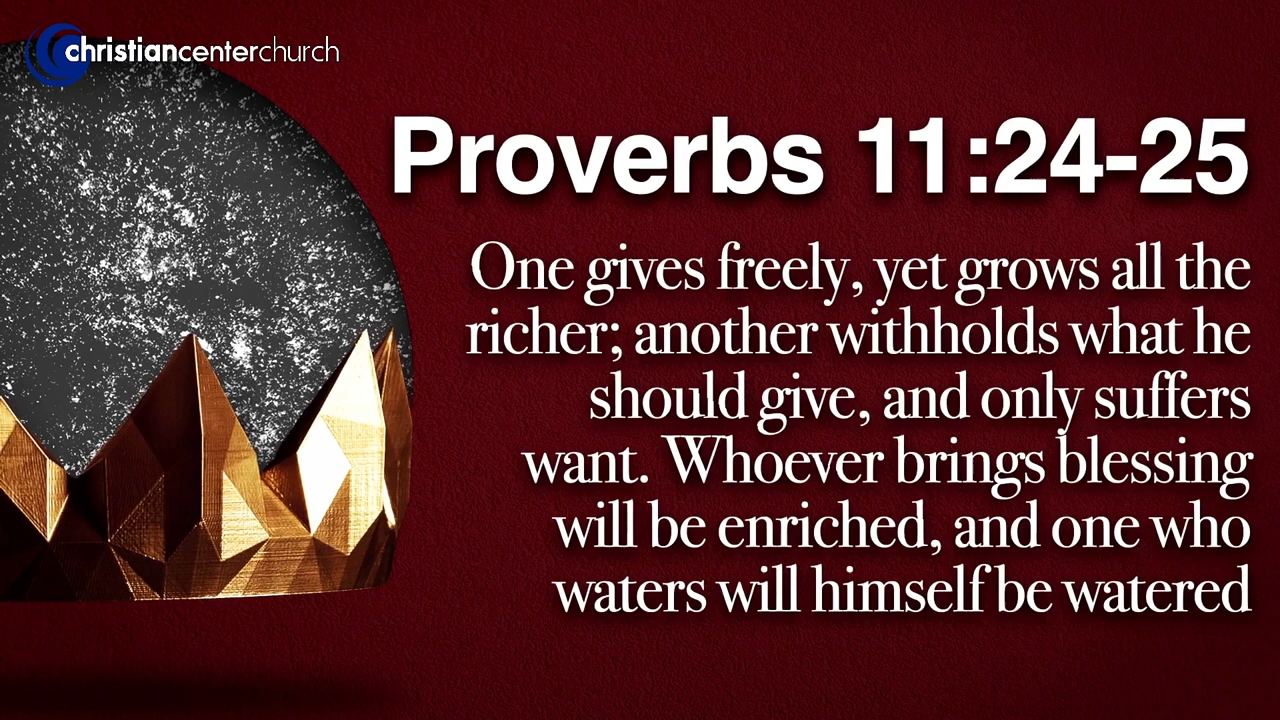 christiancenterchurch
Proverbs 11:24-25
One gives freely, yet grows all the
richer; another withholds what he
should give, and only suffers
want. Whoever brings blessing
will be enriched, and one who
waters will himself be watered